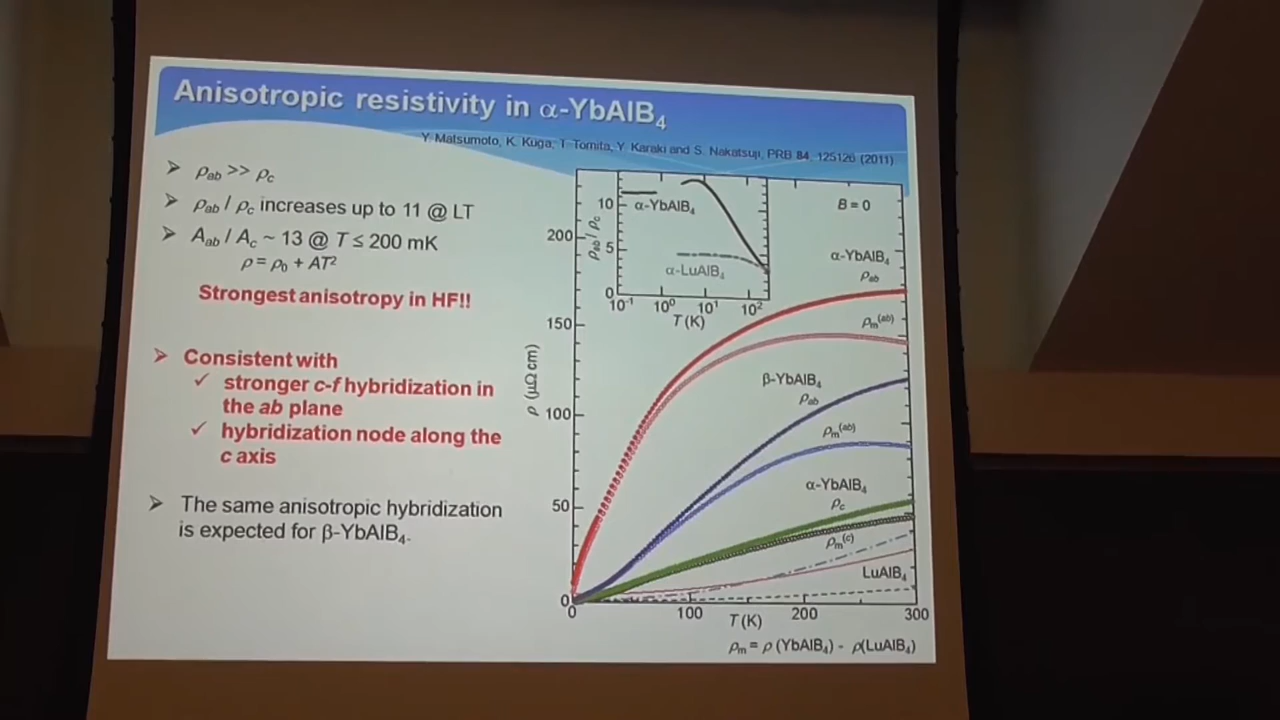 Anisotropic resistivity in α-YbAlB₄
Y. Matsumoto, K. Kuga, T. Tomita, Y. Karaki and S. Nakatsuji, PRB 84, 125126 (2011)
➢ ρab >> ρc
➢ ρab / ρc increases up to 11 @ LT
➢ Aab / Ac ~ 13 @ T ≤ 200 mK
ρ = ρ₀ + AT²
Strongest anisotropy in HF!!
➢ Consistent with
✓ stronger c-f hybridization in
the ab plane
✓ hybridization node along the
c axis
➢ The same anisotropic hybridization
is expected for β-YbAlB₄.
ρ (μΩ cm)
200
150
100
50
0
0
100
200
300
T (K)
ρab / ρc
10
5
0
10⁻¹
10⁰
10¹
10²
T (K)
α-YbAlB₄
α-LuAlB₄
B = 0
α-YbAlB₄
ρab
ρm(ab)
β-YbAlB₄
ρab
ρm(ab)
α-YbAlB₄
ρc
ρm(c)
LuAlB₄
ρm = ρ (YbAlB₄) - ρ(LuAlB₄)